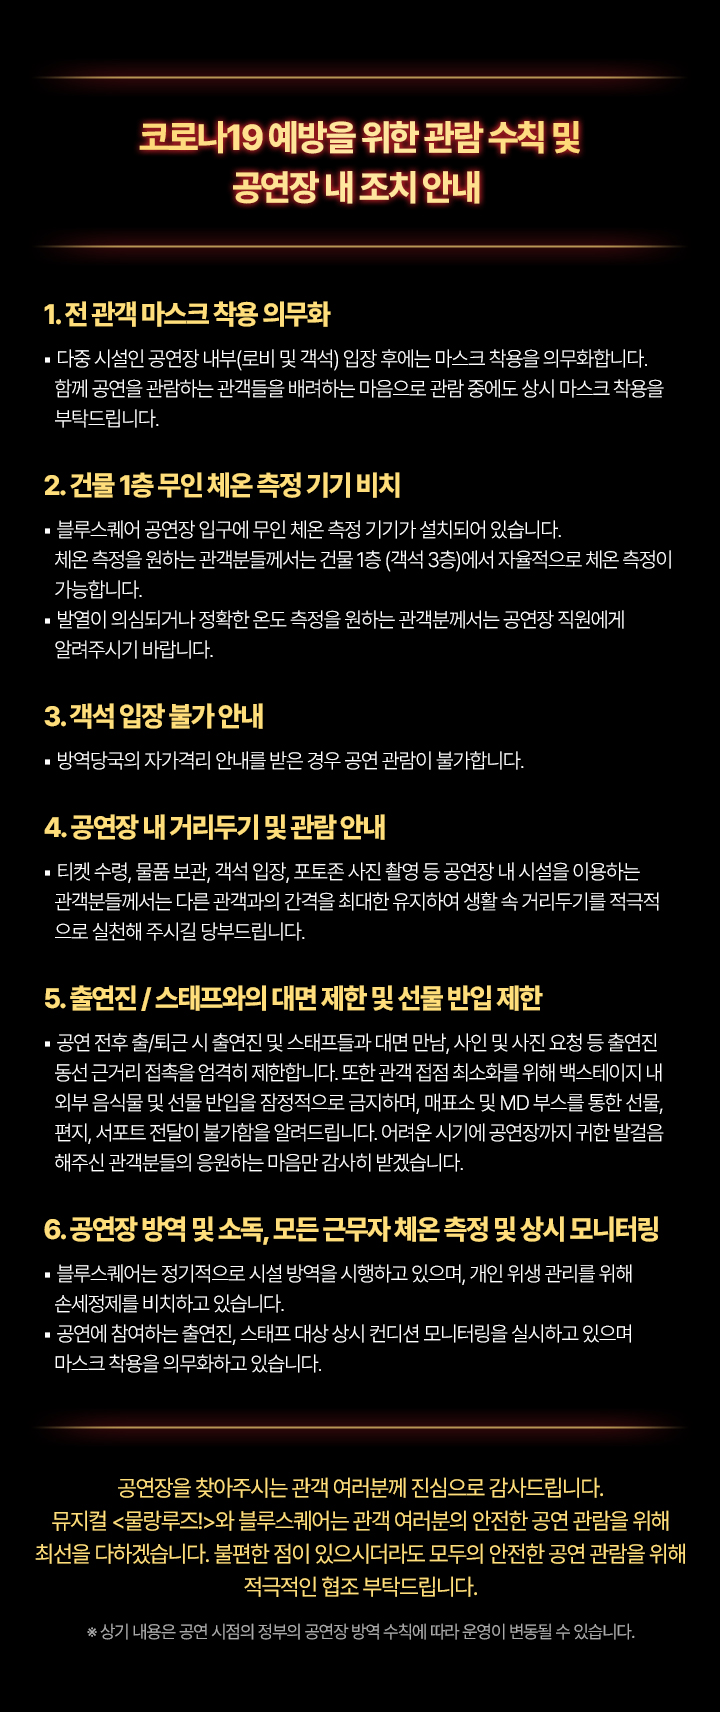 코로나19 예방을 위한 관람 수칙 및
공연장 내 조치 안내
1. 전 관객 마스크 착용 의무화
▪ 다중 시설인 공연장 내부(로비 및 객석) 입장 후에는 마스크 착용을 의무화합니다.
함께 공연을 관람하는 관객들을 배려하는 마음으로 관람 중에도 상시 마스크 착용을
부탁드립니다.
2. 건물 1층 무인 체온 측정 기기 비치
▪ 블루스퀘어 공연장 입구에 무인 체온 측정 기기가 설치되어 있습니다.
체온 측정을 원하는 관객분들께서는 건물 1층 (객석 3층)에서 자율적으로 체온 측정이
가능합니다.
▪ 발열이 의심되거나 정확한 온도 측정을 원하는 관객분께서는 공연장 직원에게
알려주시기 바랍니다.
3. 객석 입장 불가 안내
▪ 방역당국의 자가격리 안내를 받은 경우 공연 관람이 불가합니다.
4. 공연장 내 거리두기 및 관람 안내
▪ 티켓 수령, 물품 보관, 객석 입장, 포토존 사진 촬영 등 공연장 내 시설을 이용하는
관객분들께서는 다른 관객과의 간격을 최대한 유지하여 생활 속 거리두기를 적극적
으로 실천해 주시길 당부드립니다.
5. 출연진 / 스태프와의 대면 제한 및 선물 반입 제한
▪ 공연 전후 출/퇴근 시 출연진 및 스태프들과 대면 만남, 사인 및 사진 요청 등 출연진
동선 근거리 접촉을 엄격히 제한합니다. 또한 관객 접점 최소화를 위해 백스테이지 내
외부 음식물 및 선물 반입을 잠정적으로 금지하며, 매표소 및 MD 부스를 통한 선물,
편지, 서포트 전달이 불가함을 알려드립니다. 어려운 시기에 공연장까지 귀한 발걸음
해주신 관객분들의 응원하는 마음만 감사히 받겠습니다.
6. 공연장 방역 및 소독, 모든 근무자 체온 측정 및 상시 모니터링
▪ 블루스퀘어는 정기적으로 시설 방역을 시행하고 있으며, 개인 위생 관리를 위해
손세정제를 비치하고 있습니다.
▪ 공연에 참여하는 출연진, 스태프 대상 상시 컨디션 모니터링을 실시하고 있으며
마스크 착용을 의무화하고 있습니다.
공연장을 찾아주시는 관객 여러분께 진심으로 감사드립니다.
뮤지컬 <물랑루즈!>와 블루스퀘어는 관객 여러분의 안전한 공연 관람을 위해
최선을 다하겠습니다. 불편한 점이 있으시더라도 모두의 안전한 공연 관람을 위해
적극적인 협조 부탁드립니다.
※ 상기 내용은 공연 시점의 정부의 공연장 방역 수칙에 따라 운영이 변동될 수 있습니다.